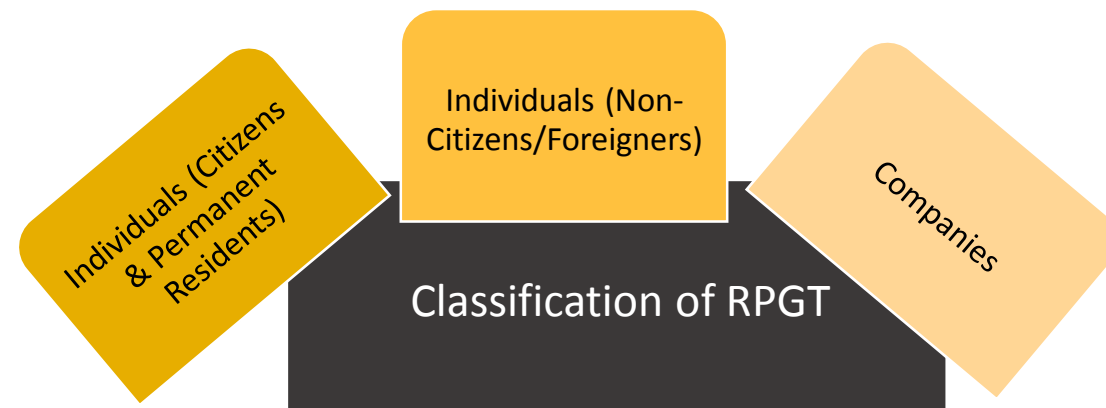 Individuals (Citizens
& Permanent
Residents)
Individuals (Non-
Citizens/Foreigners)
Companies
Classification of RPGT